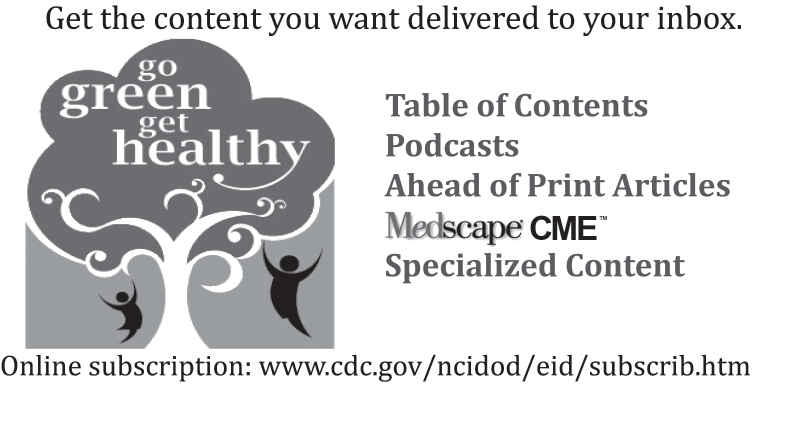 Get the content you want delivered to your inbox.
go
green
get
healthy
Table of Contents
Podcasts
Ahead of Print Articles
Medscape CME™
Specialized Content
Online subscription: www.cdc.gov/ncidod/eid/subscrib.htm